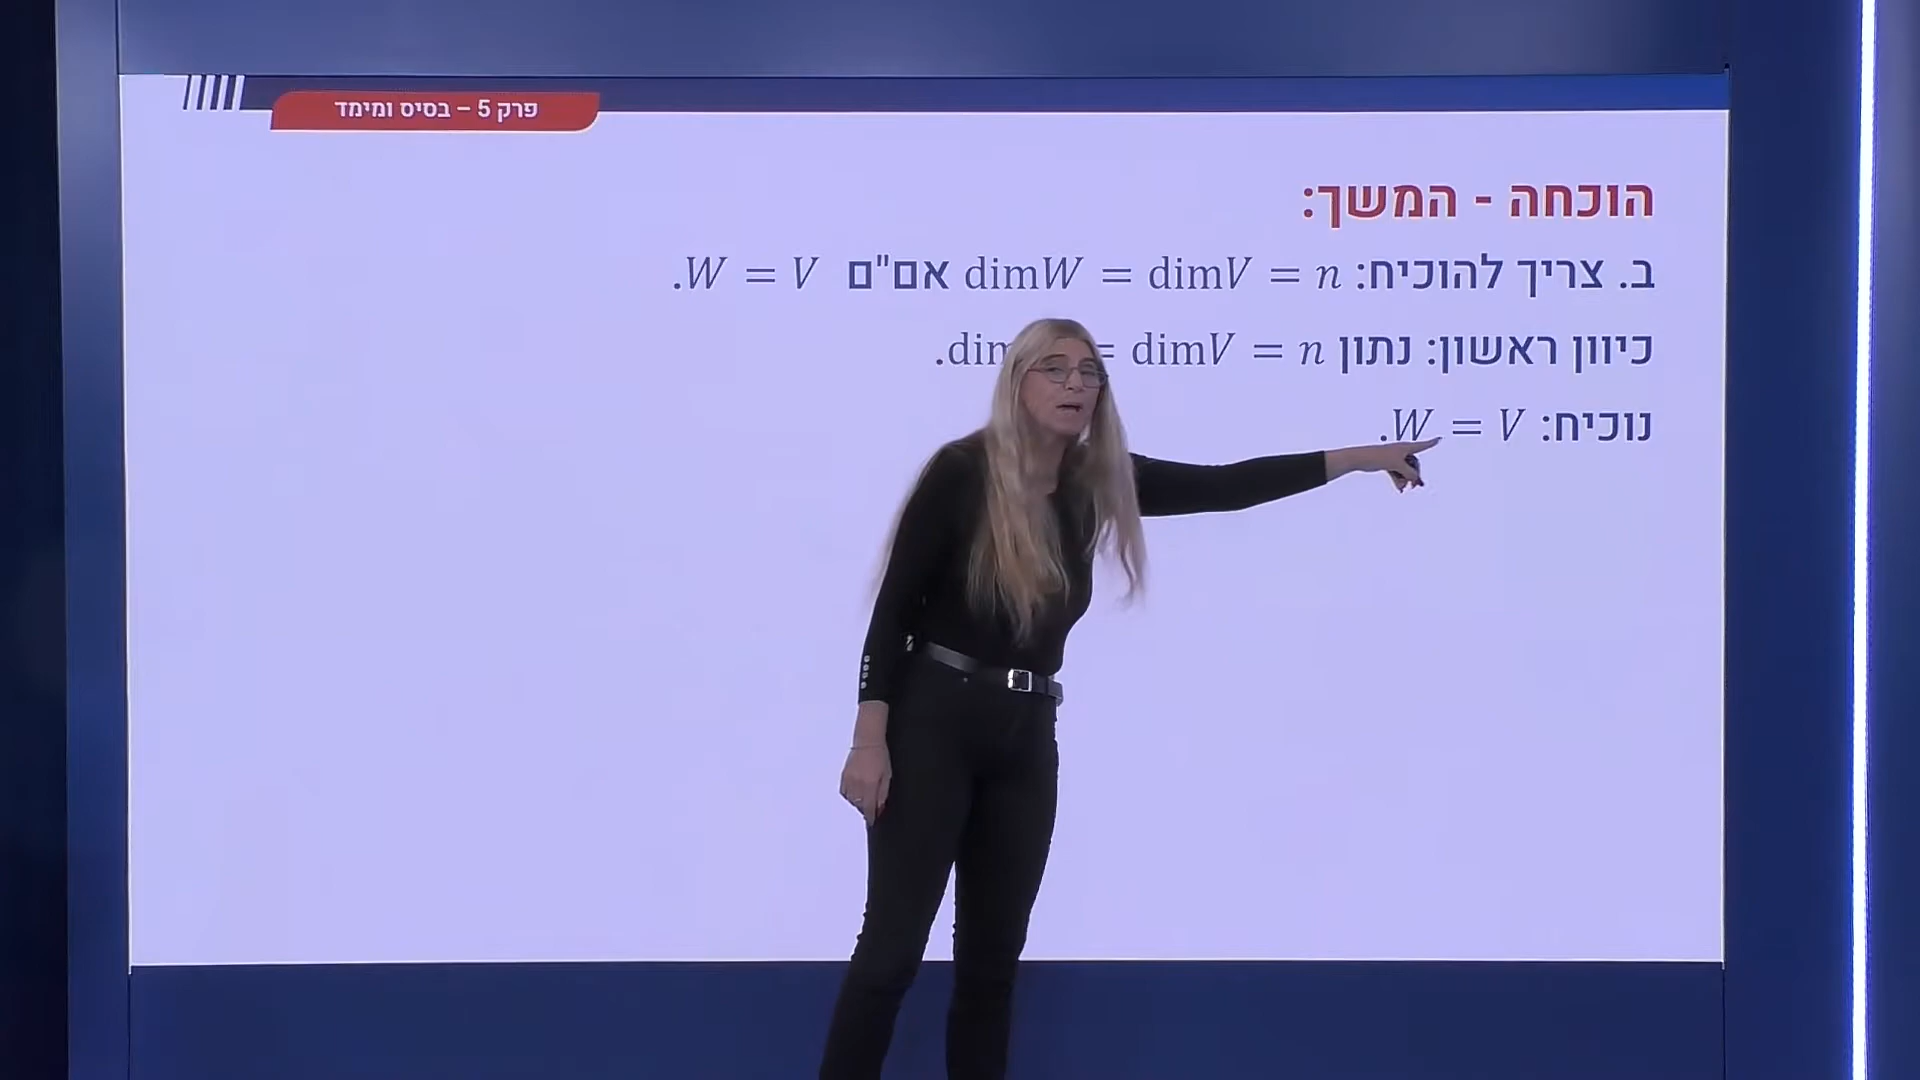 פרק 5 – בסיס ומימד
הוכחה - המשך:
ב. צריך להוכיח: dimW = dimV = n אם"ם W = V.
כיוון ראשון: נתון = dimV = n.
נוכיח: W = V.